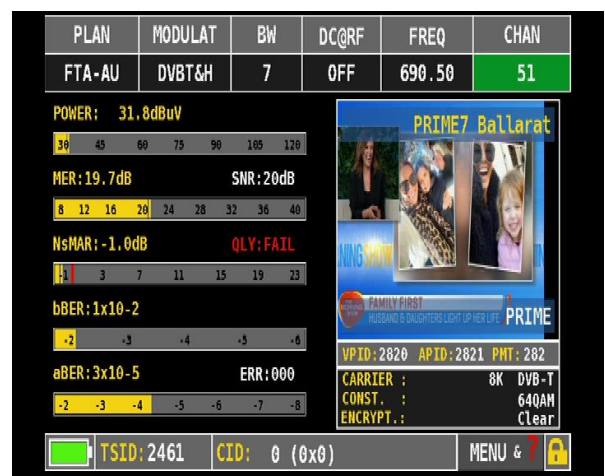 PLAN MODULAT BW DC@RF FREQ CHAN
FTA-AU DVBT&H 7 OFF 690.50 51
POWER: 31.8dBuV
30 45 60 75 90 105 120
MER:19.7dB SNR:20dB
8 12 16 20 24 28 32 36 40
NsMAR:-1.0dB QLY:FAIL
-1 3 7 11 15 19 23
bBER:1x10-2
-2 -3 -4 -5 -6
aBER:3x10-5 ERR:000
-2 -3 -4 -5 -6 -7 -8
PRIME7 Ballarat
NING SHOW
FAMILY FIRST
HUSBAND & DAUGHTERS LIGHT UP HER LIFE
PRIME
VPID:2820 APID:2821 PMT:282
CARRIER : 8K DVB-T
CONST. : 64QAM
ENCRYPT.: Clear
TSID:2461 CID: 0 (0x0) MENU & ?